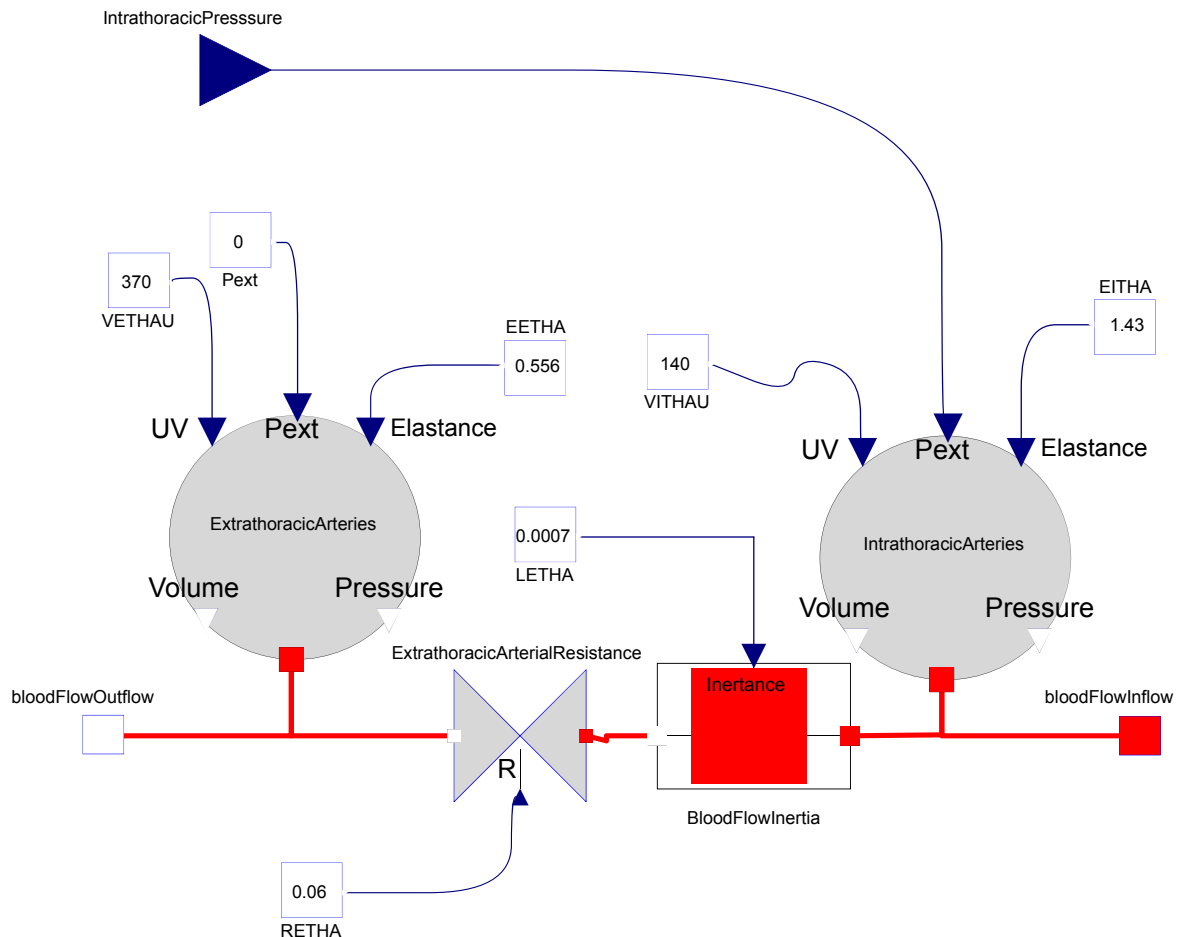 IntrathoracicPresssure
0
Pext
370
VETHAU
EITHA
1.43
EETHA
0.556
140
VITHAU
UV
Pext
Elastance
UV
Pext
Elastance
ExtrathoracicArteries
0.0007
LETHA
IntrathoracicArteries
Volume
Pressure
Volume
Pressure
ExtrathoracicArterialResistance
Inertance
bloodFlowOutflow
bloodFlowInflow
R
BloodFlowInertia
0.06
RETHA